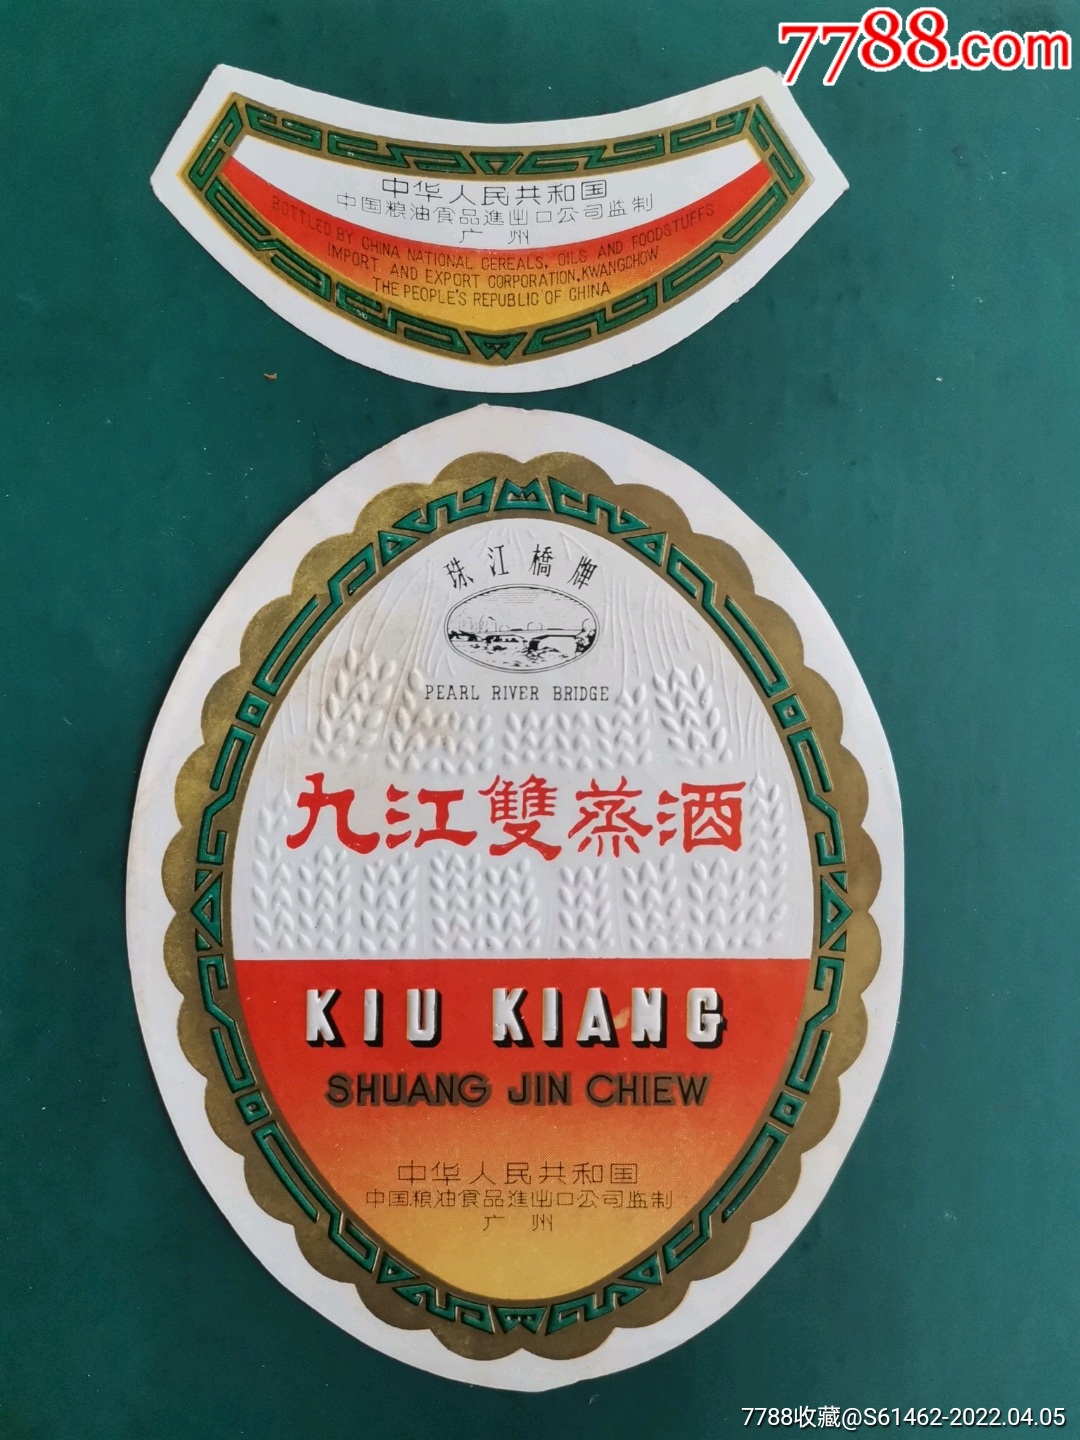 7788.com
中华人民共和国
中国粮油食品進出口公司监制
广 州
BOTTLED BY CHINA NATIONAL CEREALS, OILS AND FOODSTUFFS
IMPORT AND EXPORT CORPORATION, KWANGCHOW
THE PEOPLE'S REPUBLIC OF CHINA
珠江橋牌
PEARL RIVER BRIDGE
九江雙蒸酒
KIU KIANG
SHUANG JIN CHIEW
中华人民共和国
中国粮油食品進出口公司监制
广 州
7788收藏@S61462-2022.04.05